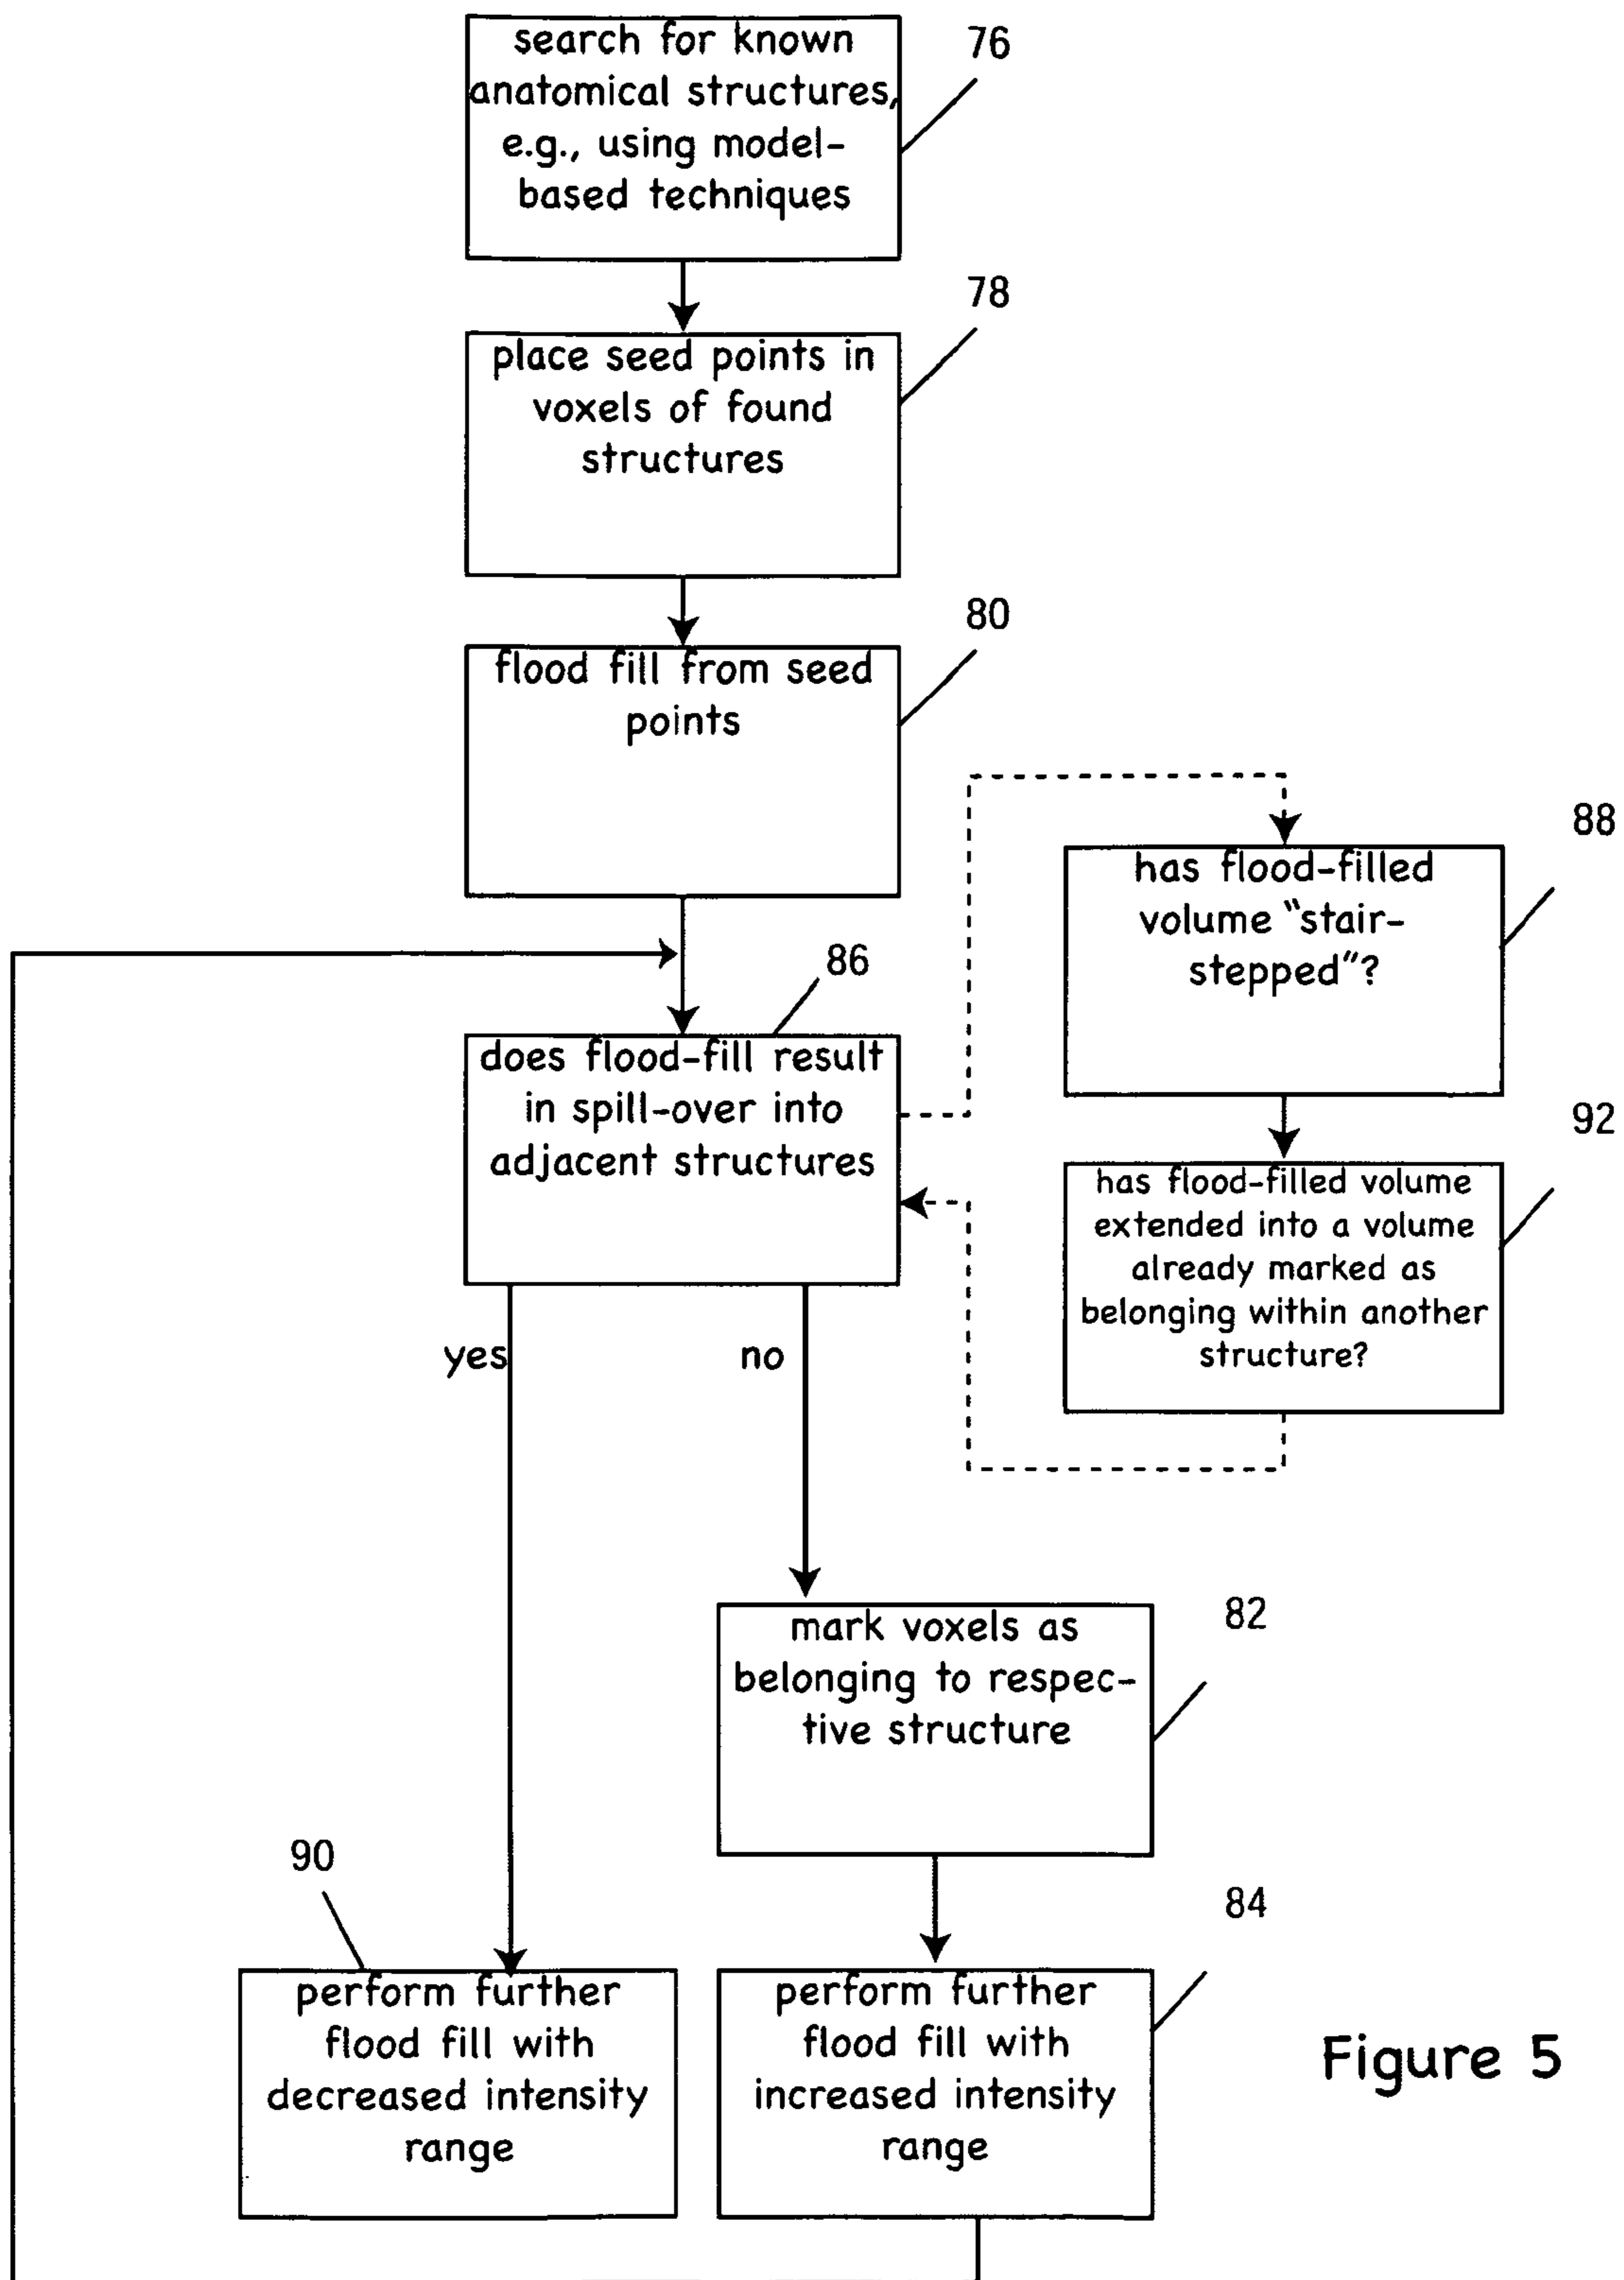 search for known
anatomical structures,
e.g., using model-
based techniques
76
place seed points in
voxels of found
structures
78
flood fill from seed
points
80
has flood-filled
volume "stair-
stepped"?
88
does flood-fill result
in spill-over into
adjacent structures
86
has flood-filled volume
extended into a volume
already marked as
belonging within another
structure?
92
yes
no
mark voxels as
belonging to respec-
tive structure
82
perform further
flood fill with
decreased intensity
range
90
perform further
flood fill with
increased intensity
range
84
Figure 5